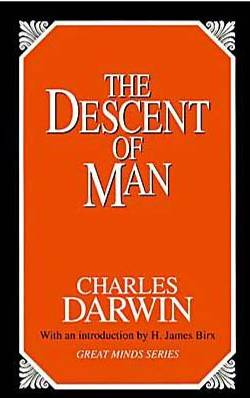 THE
DESCENT
OF
MAN
CHARLES
DARWIN
With an introduction by H. James Birx
GREAT MINDS SERIES